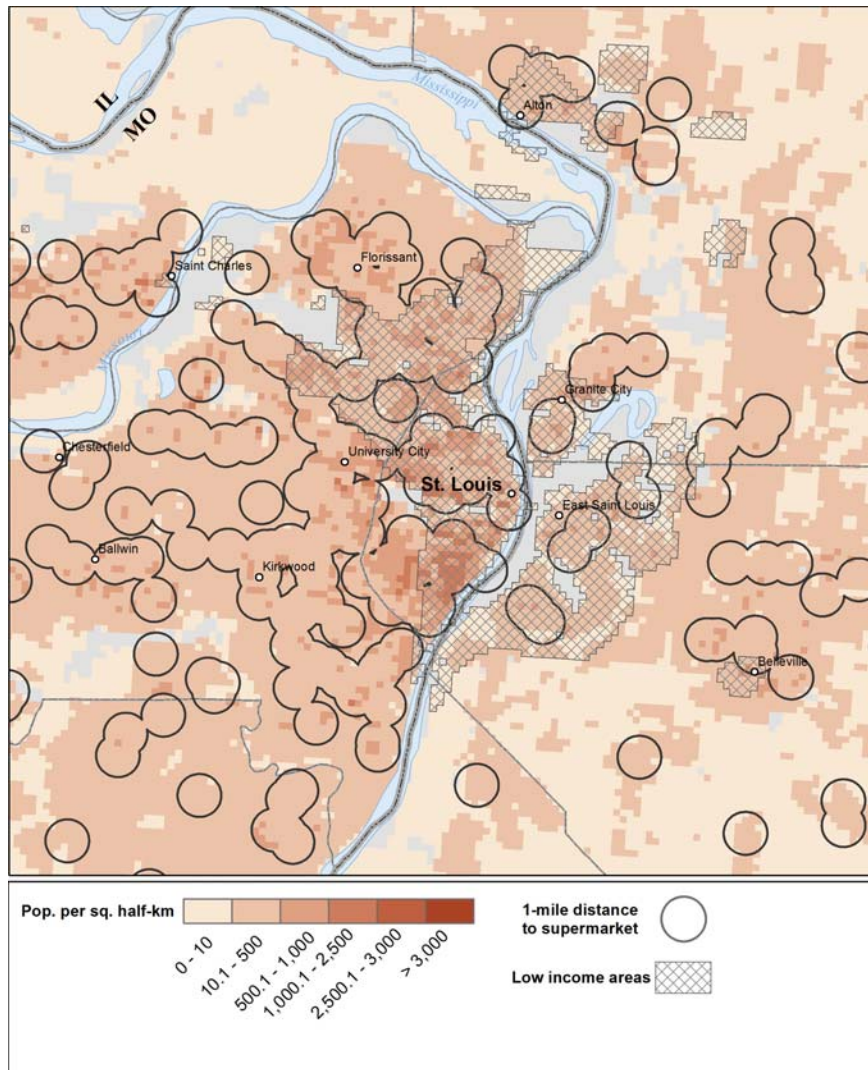 IL
MO
Mississippi
Alton
Florissant
Saint Charles
Missouri
Granite City
Chesterfield
University City
St. Louis
East Saint Louis
Ballwin
Kirkwood
Belleville
Pop. per sq. half-km
0 - 10
10.1 - 500
500.1 - 1,000
1,000.1 - 2,500
2,500.1 - 3,000
> 3,000
1-mile distance
to supermarket
Low income areas